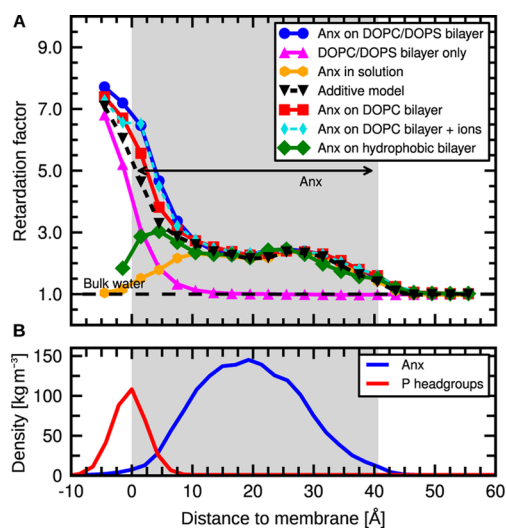 A
9.0
7.0
5.0
3.0
1.0
Retardation factor
Anx on DOPC/DOPS bilayer
DOPC/DOPS bilayer only
Anx in solution
Additive model
Anx on DOPC bilayer
Anx on DOPC bilayer + ions
Anx on hydrophobic bilayer
Anx
Bulk water
B
150
100
50
0
Density [kg m⁻³]
Anx
P headgroups
-10 0 10 20 30 40 50 60
Distance to membrane [Å]